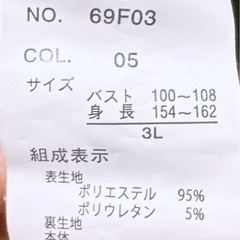 NO. 69F03
COL. 05
サイズ
バスト 100〜108
身長 154〜162
3L
組成表示
表生地
ポリエステル 95%
ポリウレタン 5%
裏生地
本体